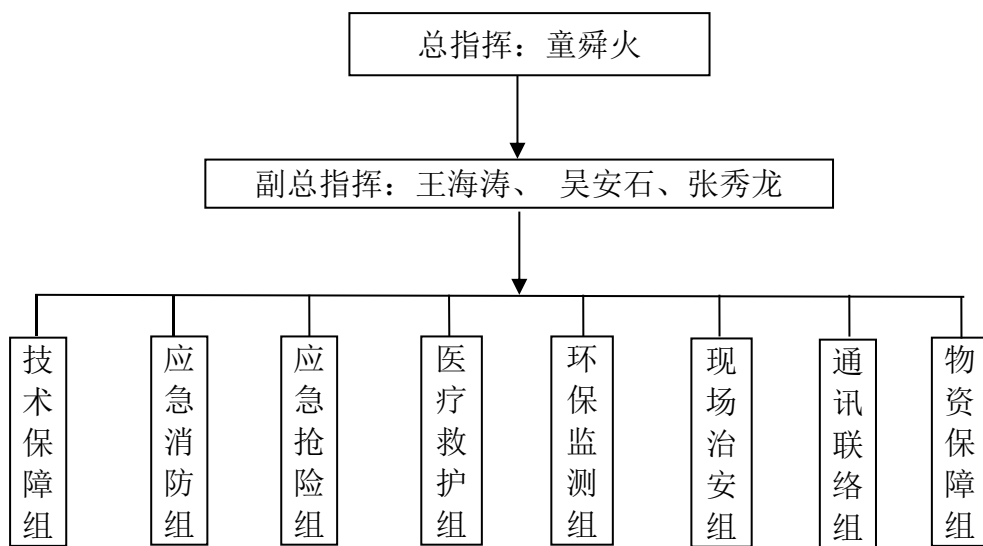 总指挥：童舜火
副总指挥：王海涛、 吴安石、张秀龙
技术保障组
应急消防组
应急抢险组
医疗救护组
环保监测组
现场治安组
通讯联络组
物资保障组